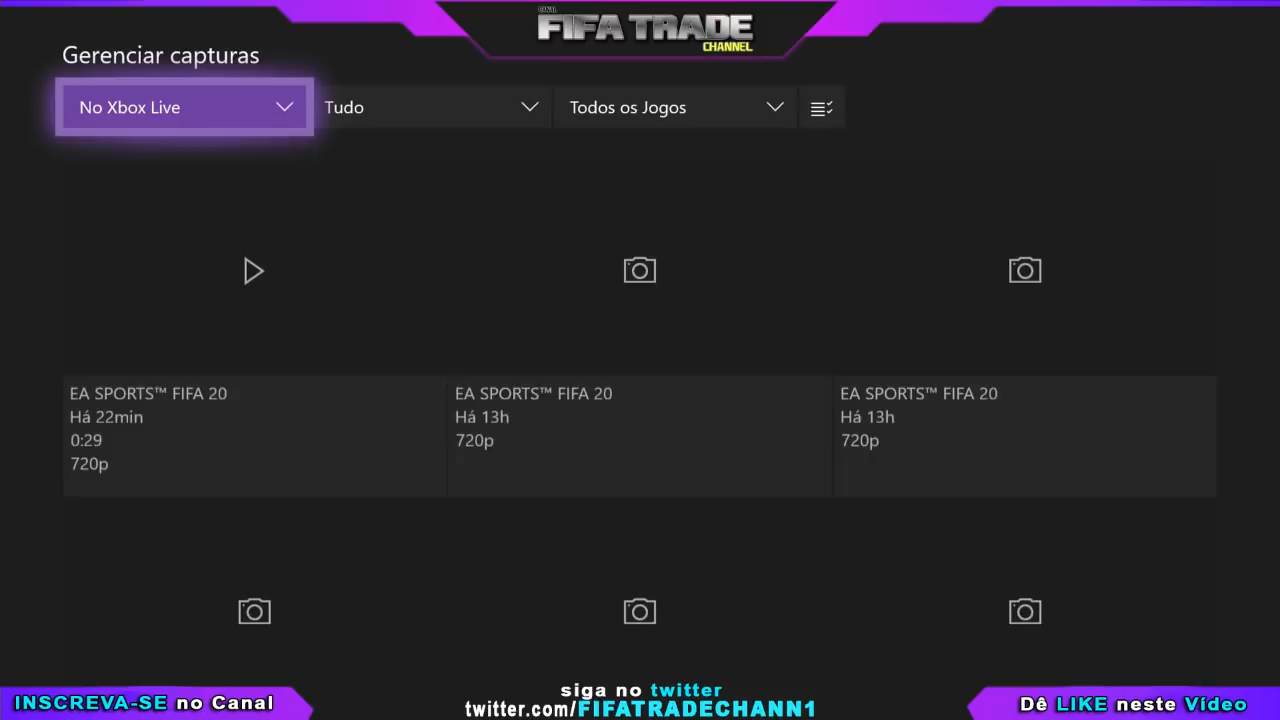 CANAL
FIFA TRADE
CHANNEL
Gerenciar capturas
No Xbox Live
Tudo
Todos os Jogos
EA SPORTS™ FIFA 20
Há 22min
0:29
720p
EA SPORTS™ FIFA 20
Há 13h
720p
EA SPORTS™ FIFA 20
Há 13h
720p
INSCREVA-SE no Canal
siga no twitter
twitter.com/FIFATRADECHANN1
Dê LIKE neste Vídeo